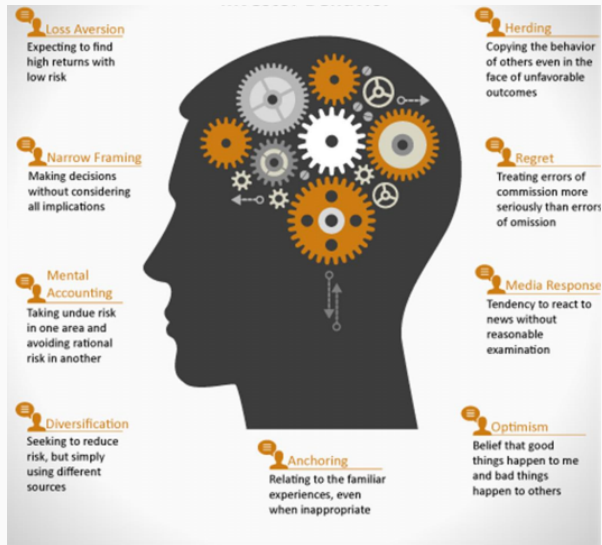 Loss Aversion
Expecting to find
high returns with
low risk
Narrow Framing
Making decisions
without considering
all implications
Mental
Accounting
Taking undue risk
in one area and
avoiding rational
risk in another
Diversification
Seeking to reduce
risk, but simply
using different
sources
Anchoring
Relating to the familiar
experiences, even
when inappropriate
Herding
Copying the behavior
of others even in the
face of unfavorable
outcomes
Regret
Treating errors of
commission more
seriously than errors
of omission
Media Response
Tendency to react to
news without
reasonable
examination
Optimism
Belief that good
things happen to me
and bad things
happen to others